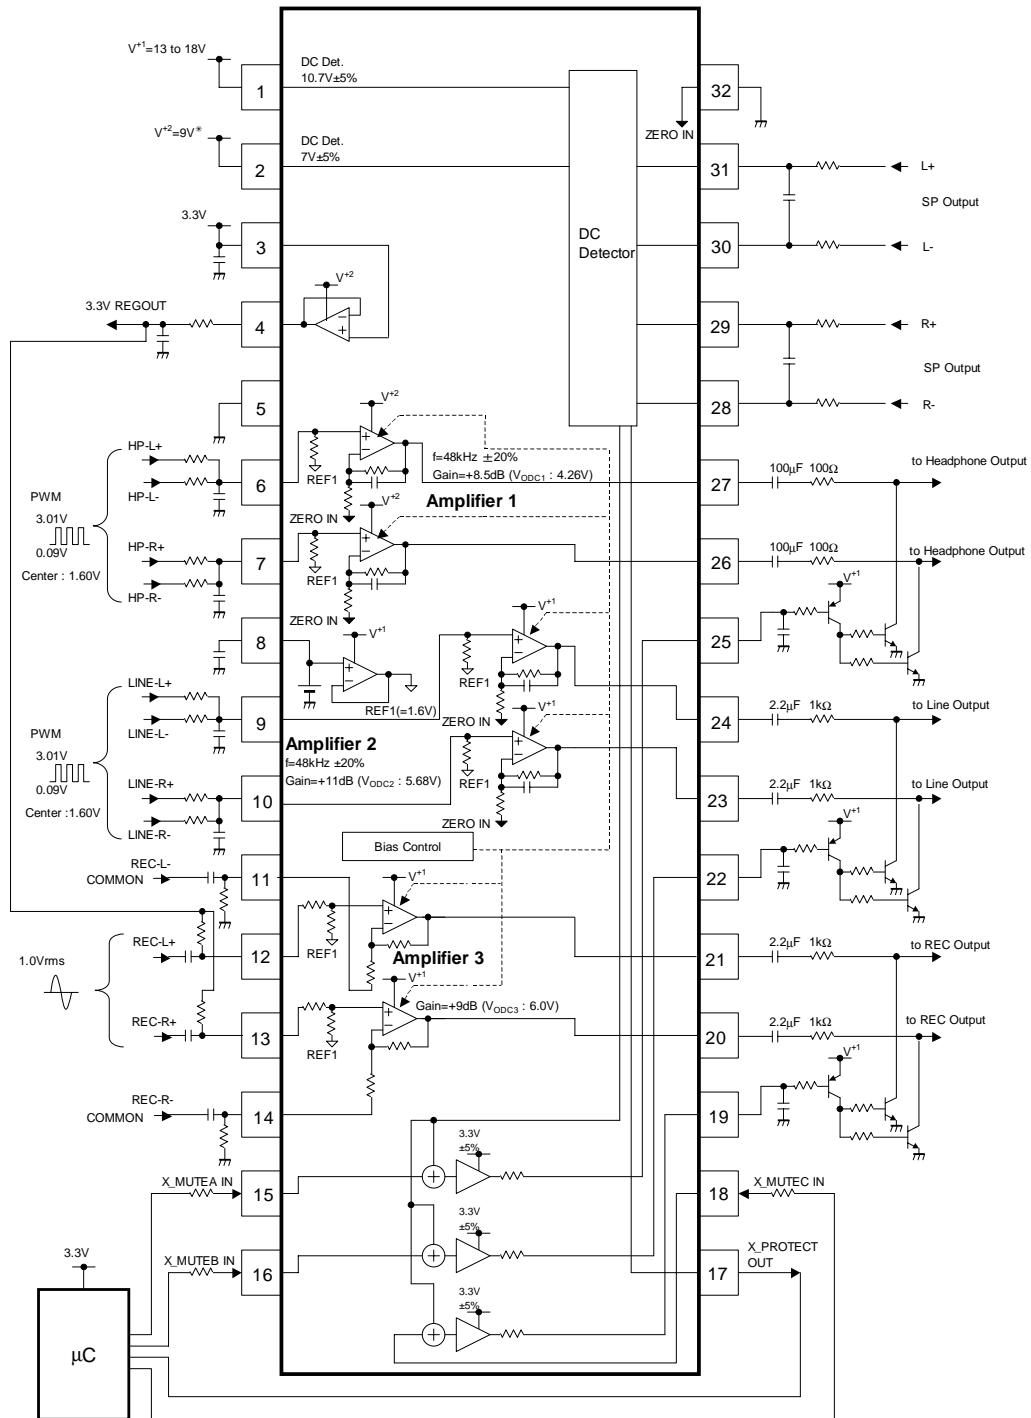 V+1=13 to 18V
1
DC Det.
10.7V±5%
V+2=9V*
2
DC Det.
7V±5%
3.3V
3
V+2
3.3V REGOUT
4
5
DC
Detector
32
ZERO IN
31
L+
SP Output
30
L-
29
R+
SP Output
28
R-
V+2
HP-L+
HP-L-
6
REF1
ZERO IN
f=48kHz ±20%
Gain=+8.5dB (VODC1 : 4.26V)
Amplifier 1
27
100µF 100Ω
to Headphone Output
PWM
3.01V
0.09V
Center : 1.60V
V+2
HP-R+
HP-R-
7
REF1
ZERO IN
26
100µF 100Ω
to Headphone Output
V+1
25
8
V+1
REF1(=1.6V)
V+1
REF1
ZERO IN
LINE-L+
LINE-L-
9
24
2.2µF 1kΩ
to Line Output
PWM
3.01V
0.09V
Center :1.60V
Amplifier 2
f=48kHz ±20%
Gain=+11dB (VODC2 : 5.68V)
V+1
REF1
ZERO IN
LINE-R+
LINE-R-
10
23
2.2µF 1kΩ
to Line Output
V+1
22
Bias Control
REC-L-
COMMON
11
V+1
REF1
1.0Vrms
REC-L+
12
Amplifier 3
21
2.2µF 1kΩ
to REC Output
V+1
REF1
Gain=+9dB (VODC3 : 6.0V)
REC-R+
13
20
2.2µF 1kΩ
to REC Output
V+1
REC-R-
COMMON
14
19
X_MUTEA IN
15
3.3V
±5%
18
X_MUTEC IN
X_MUTEB IN
16
3.3V
±5%
17
X_PROTECT
OUT
3.3V
±5%
3.3V
µC